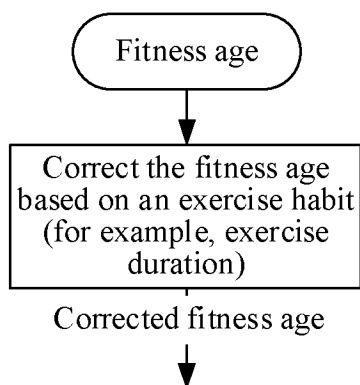 Fitness age
Correct the fitness age
based on an exercise habit
(for example, exercise
duration)
Corrected fitness age